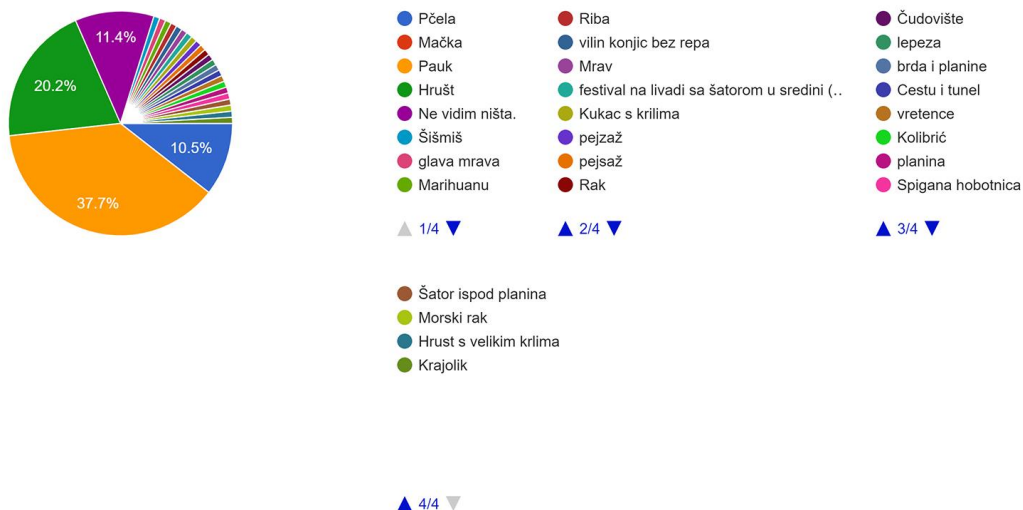 11.4%
20.2%
10.5%
37.7%
Pčela
Mačka
Pauk
Hrušt
Ne vidim ništa.
Šišmiš
glava mrava
Marihuanu
1/4
Riba
vilin konjic bez repa
Mrav
festival na livadi sa šatorom u sredini (..
Kukac s krilima
pejzaž
pejsaž
Rak
2/4
Čudovište
lepeza
brda i planine
Cestu i tunel
vretence
Kolibrić
planina
Spigana hobotnica
3/4
Šator ispod planina
Morski rak
Hrust s velikim krlima
Krajolik
4/4